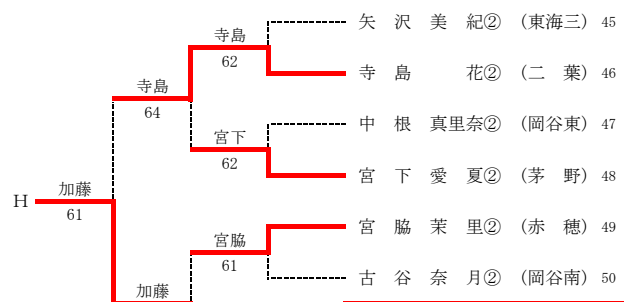 矢 沢 美 紀② (東海三) 45
寺島
62
寺 島 花② (二 葉) 46
寺島
64
中 根 真里奈② (岡谷東) 47
宮下
62
宮 下 愛 夏② (茅 野) 48
H 加藤
61
宮 脇 茉 里② (赤 穂) 49
宮脇
61
古 谷 奈 月② (岡谷南) 50
加藤